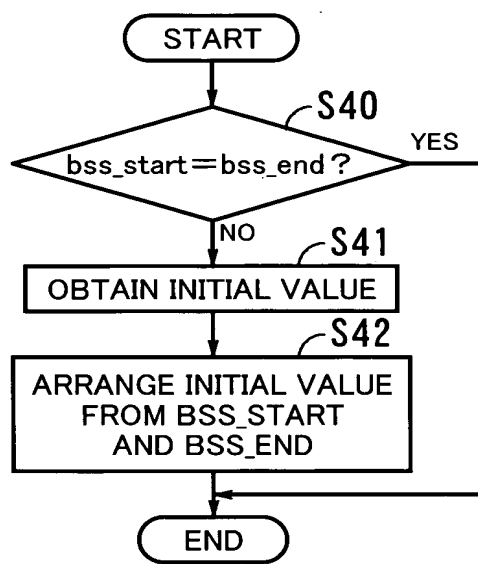 START
S40
bss_start=bss_end?
YES
NO
S41
OBTAIN INITIAL VALUE
S42
ARRANGE INITIAL VALUE
FROM BSS_START
AND BSS_END
END